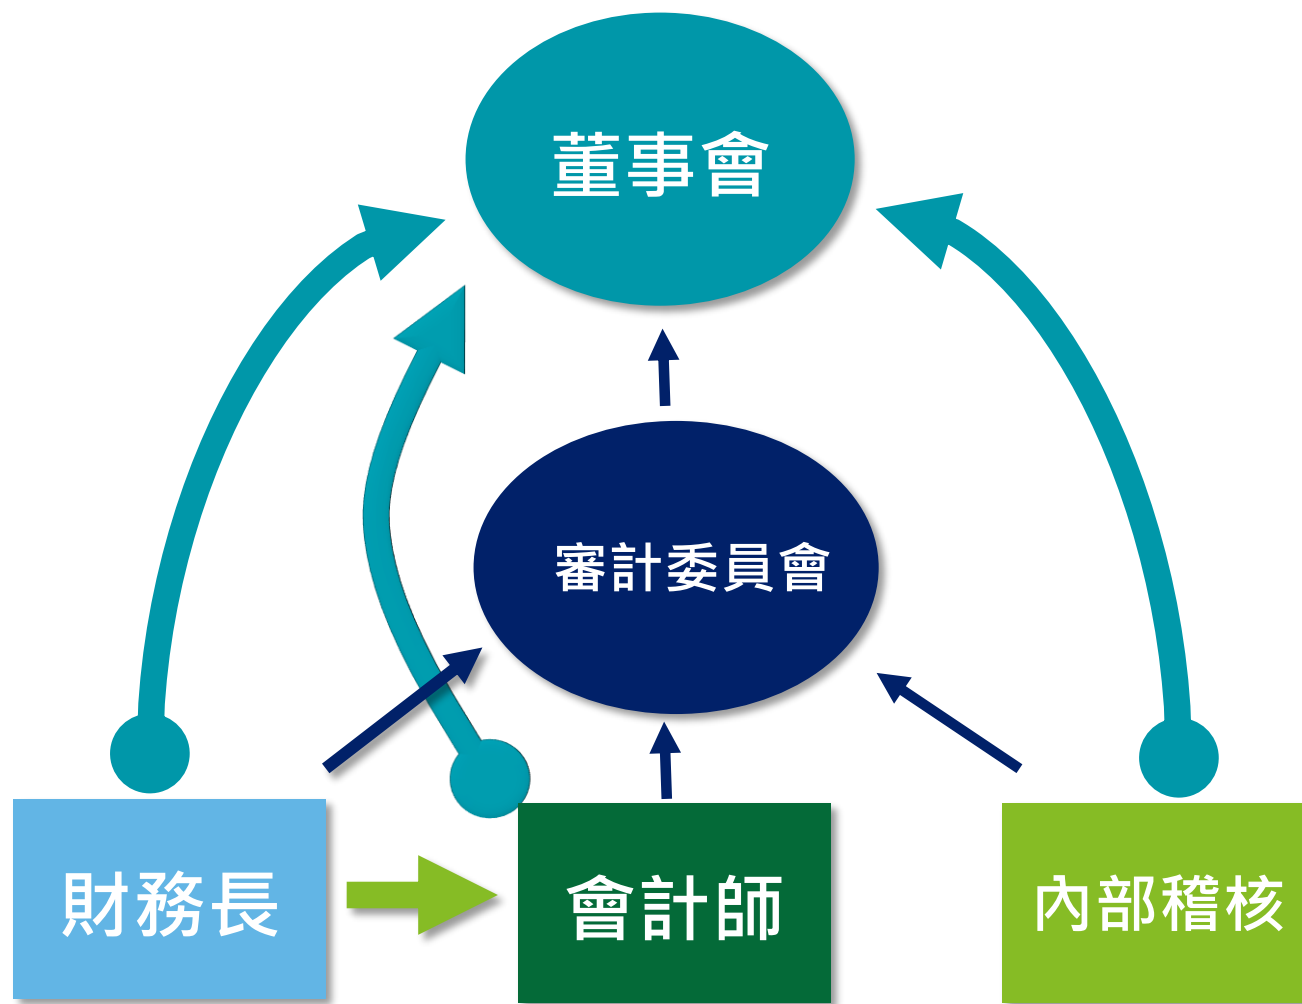 董事會
審計委員會
財務長
會計師
內部稽核